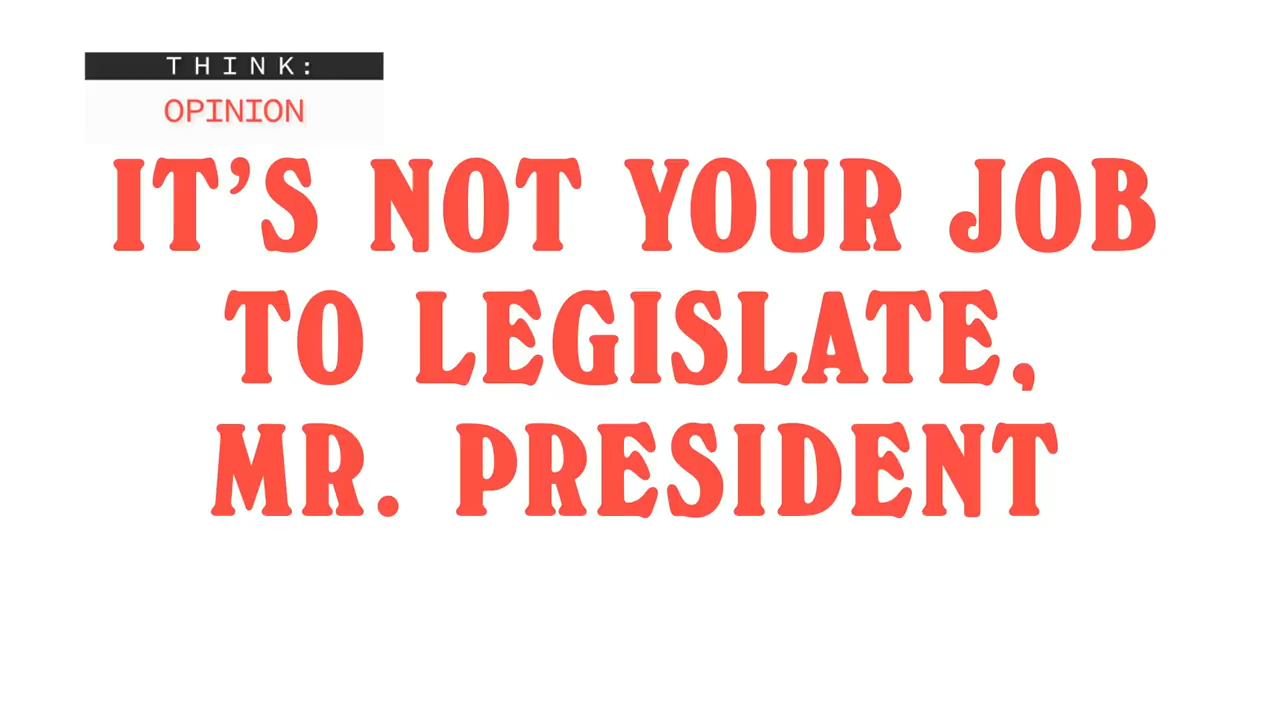 THINK:
OPINION
IT’S NOT YOUR JOB
TO LEGISLATE,
MR. PRESIDENT